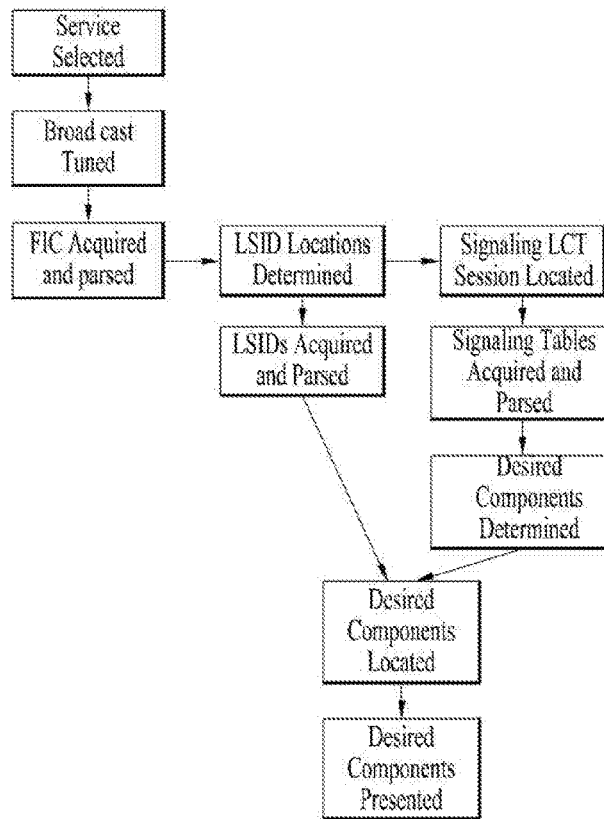 Service
Selected
Broad cast
Tuned
FIC Acquired
and parsed
LSID Locations
Determined
Signaling LCT
Session Located
LSIDs Acquired
and Parsed
Signaling Tables
Acquired and
Parsed
Desired
Components
Determined
Desired
Components
Located
Desired
Components
Presented